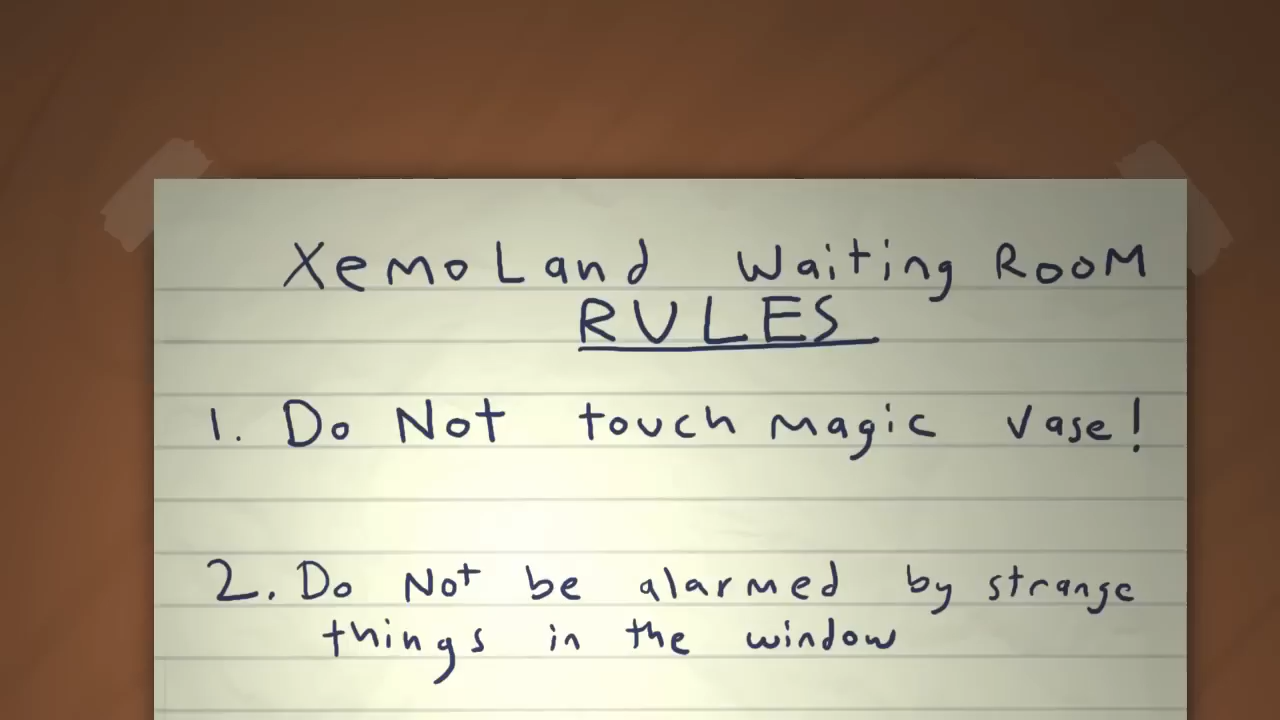 XemoLand Waiting RooM
RULES
1. Do Not touch magic vase!
2. Do Not be alarmed by strange
things in the window